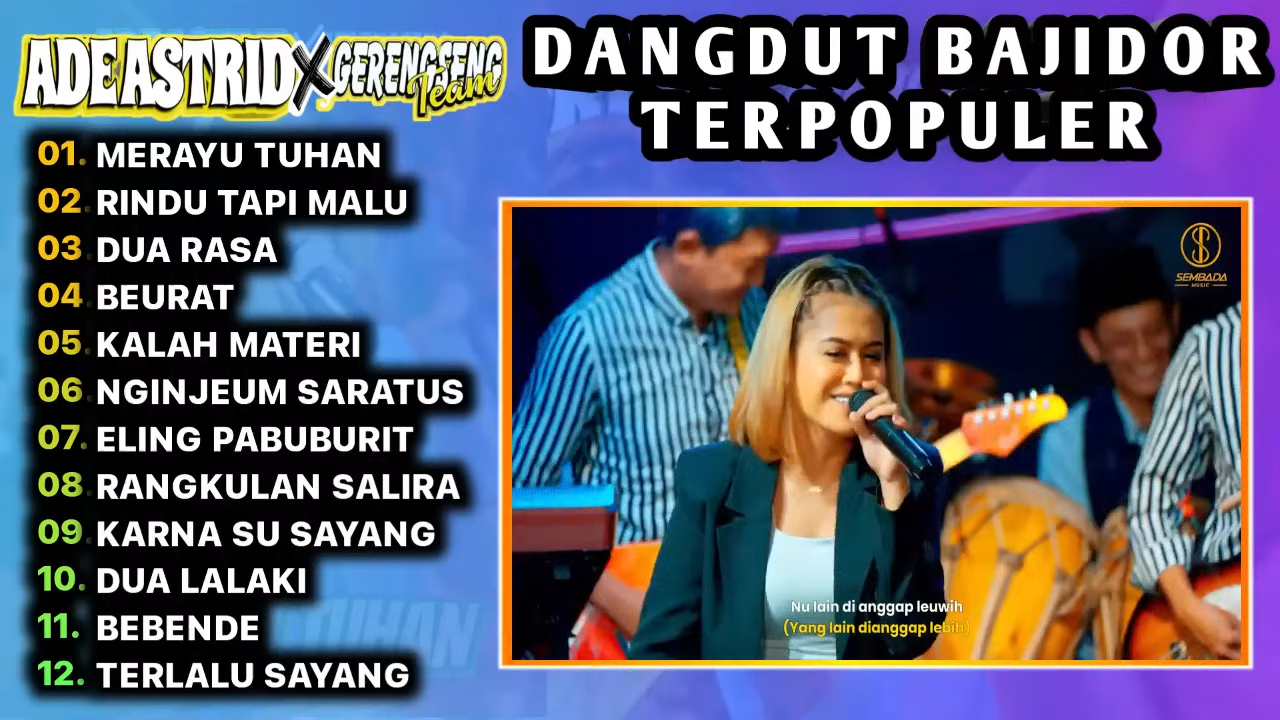 ADE ASTRID X GERENGSENG Team
DANGDUT BAJIDOR
TERPOPULER
01. MERAYU TUHAN
02. RINDU TAPI MALU
03. DUA RASA
04. BEURAT
05. KALAH MATERI
06. NGINJEUM SARATUS
07. ELING PABUBURIT
08. RANGKULAN SALIRA
09. KARNA SU SAYANG
10. DUA LALAKI
11. BEBENDE
12. TERLALU SAYANG
SEMBADA
MUSIC
Nu lain di anggap leuwih
(Yang lain dianggap lebih)